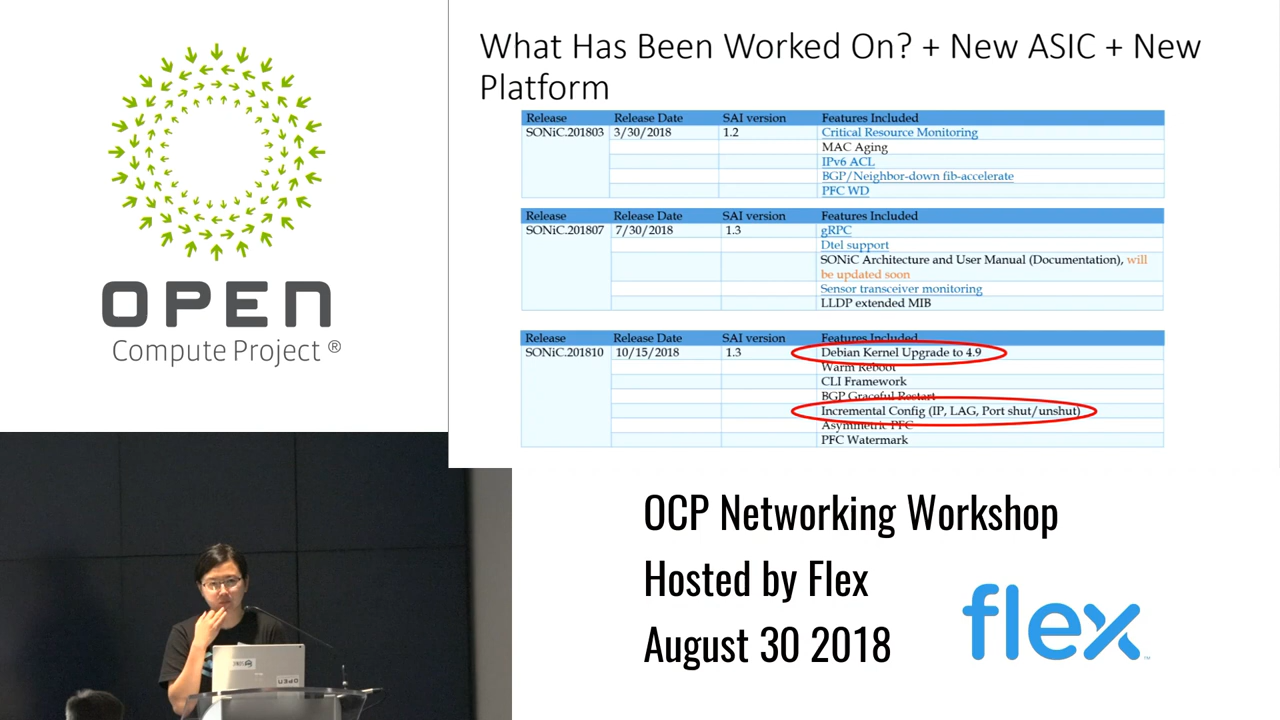 OPEN
Compute Project ®
What Has Been Worked On? + New ASIC + New
Platform
Release Release Date SAI version Features Included
SONiC.201803 3/30/2018 1.2 Critical Resource Monitoring
MAC Aging
IPv6 ACL
BGP/Neighbor-down fib-accelerate
PFC WD
Release Release Date SAI version Features Included
SONiC.201807 7/30/2018 1.3 gRPC
Dtel support
SONiC Architecture and User Manual (Documentation), will
be updated soon
Sensor transceiver monitoring
LLDP extended MIB
Release Release Date SAI version Features Included
SONiC.201810 10/15/2018 1.3 Debian Kernel Upgrade to 4.9
Warm Reboot
CLI Framework
BGP Graceful Restart
Incremental Config (IP, LAG, Port shut/unshut)
Asymmetric PFC
PFC Watermark
OCP Networking Workshop
Hosted by Flex
August 30 2018
flex
OPEN